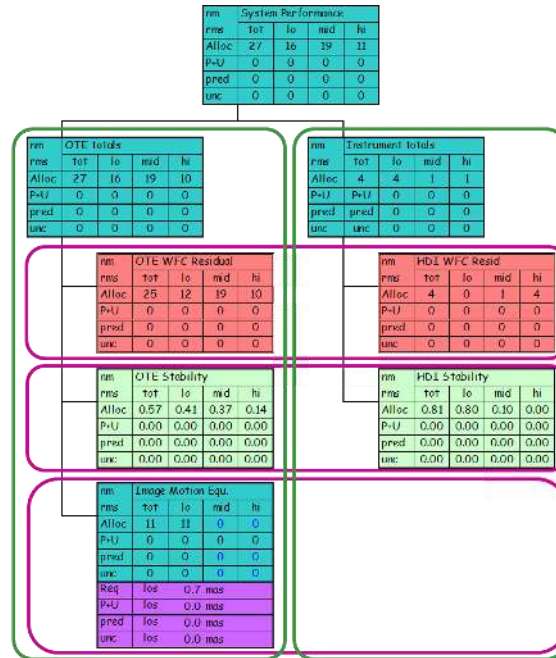 nm System Performance
rms tot lo mid hi
Alloc 27 16 19 11
P+U 0 0 0 0
pred 0 0 0 0
unc 0 0 0 0
nm OTE totals
rms tot lo mid hi
Alloc 27 16 19 10
P+U 0 0 0 0
pred 0 0 0 0
unc 0 0 0 0
nm Instrument totals
rms tot lo mid hi
Alloc 4 4 1 1
P+U P+U 0 0 0
pred pred 0 0 0
unc unc 0 0 0
nm OTE WFC Residual
rms tot lo mid hi
Alloc 25 12 19 10
P+U 0 0 0 0
pred 0 0 0 0
unc 0 0 0 0
nm HDI WFC Resid
rms tot lo mid hi
Alloc 4 0 1 4
P+U 0 0 0 0
pred 0 0 0 0
unc 0 0 0 0
nm OTE Stability
rms tot lo mid hi
Alloc 0.57 0.41 0.37 0.14
P+U 0.00 0.00 0.00 0.00
pred 0.00 0.00 0.00 0.00
unc 0.00 0.00 0.00 0.00
nm HDI Stability
rms tot lo mid hi
Alloc 0.81 0.80 0.10 0.00
P+U 0.00 0.00 0.00 0.00
pred 0.00 0.00 0.00 0.00
unc 0.00 0.00 0.00 0.00
nm Image Motion Equ.
rms tot lo mid hi
Alloc 11 11 0 0
P+U 0 0 0 0
pred 0 0 0 0
unc 0 0 0 0
Req los 0.7 mas
P+U los 0.0 mas
pred los 0.0 mas
unc los 0.0 mas